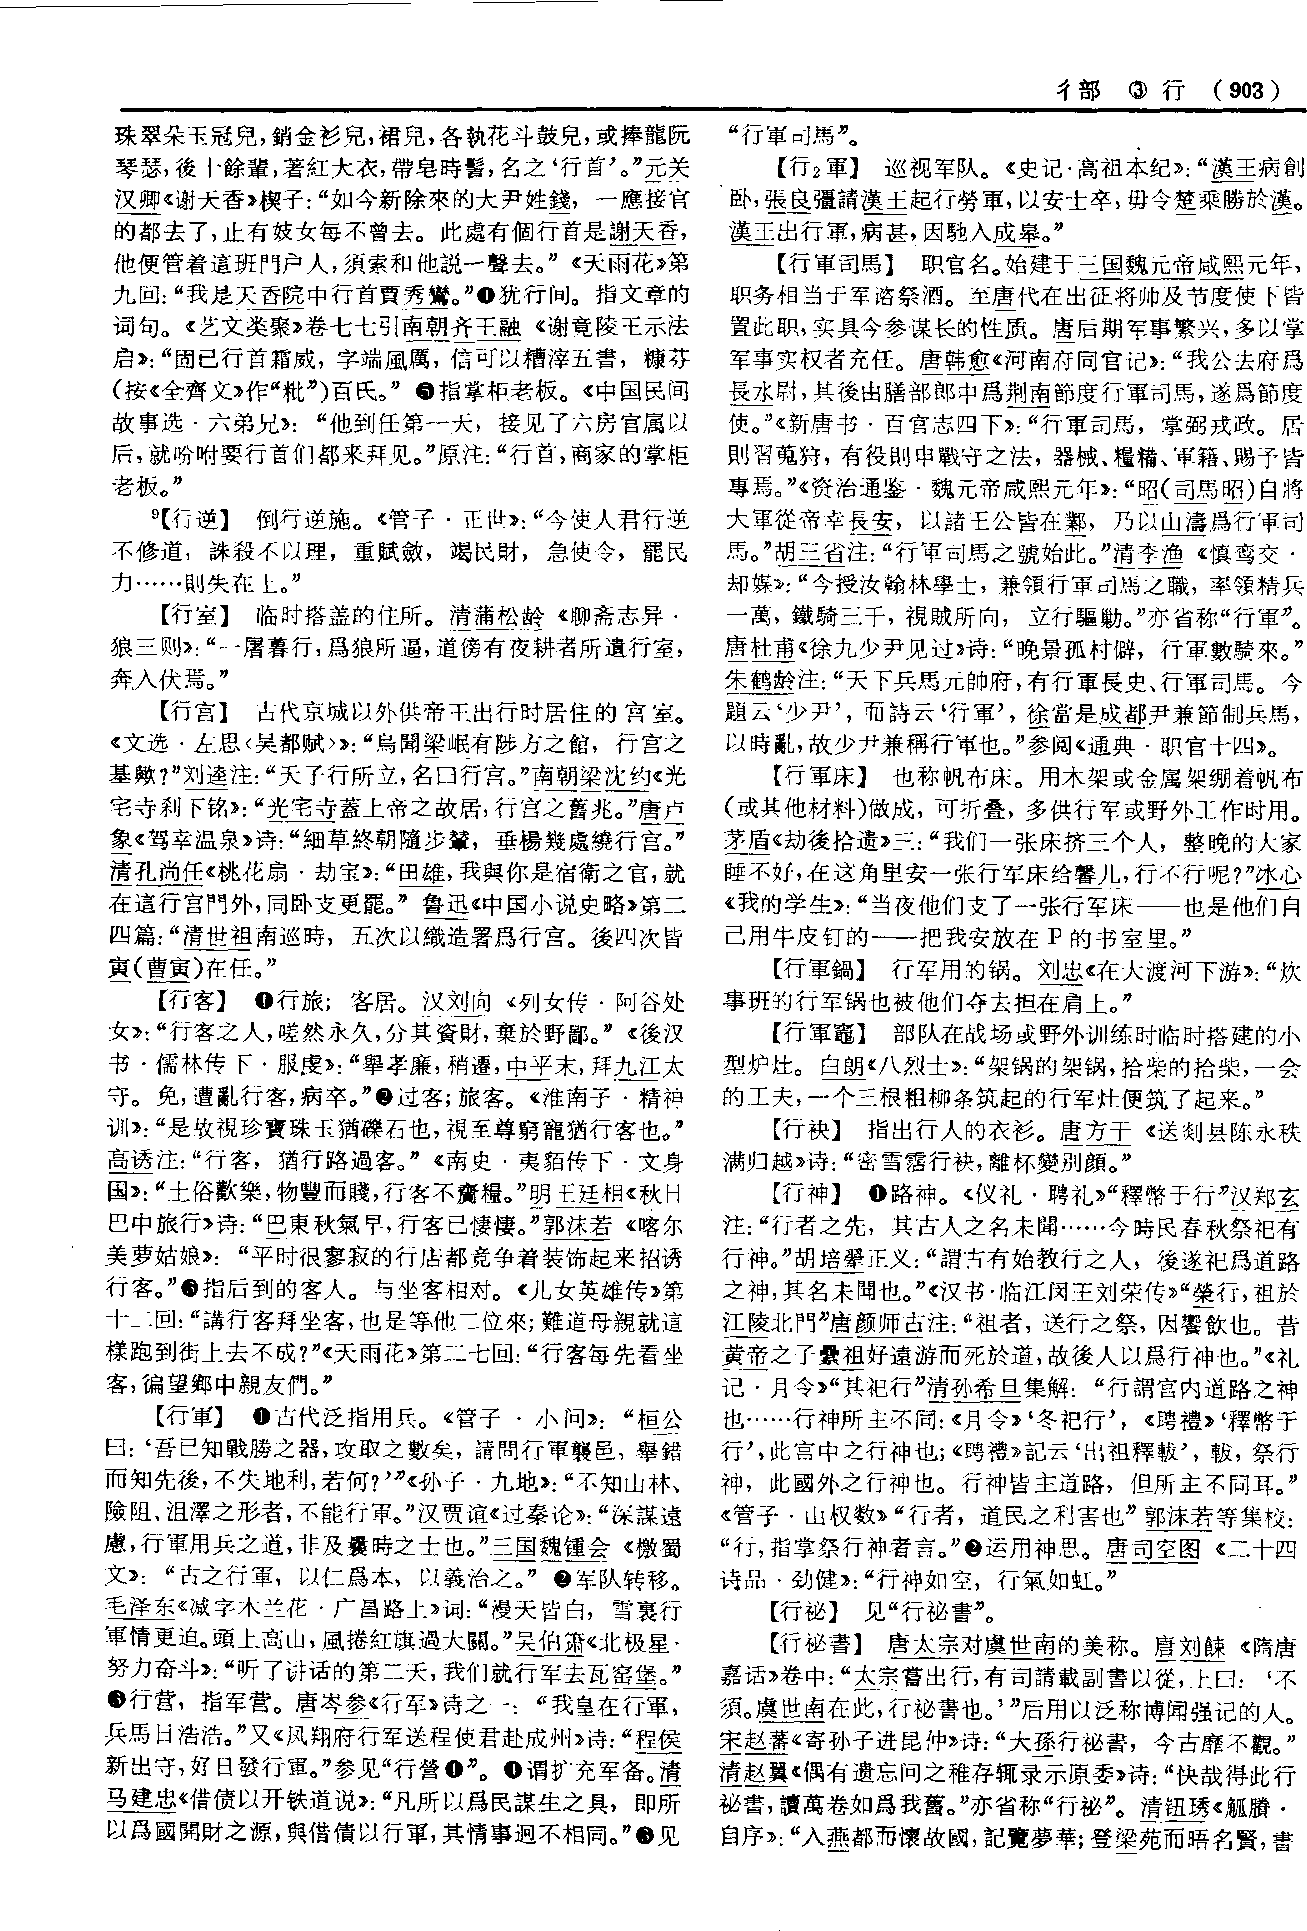 彳部 ③ 行 （903）
珠翠朵玉冠兒，銷金衫兒，裙兒，各執花斗鼓兒，或捧龍阮
琴瑟，後十餘輩，著紅大衣，帶皂時髻，名之‘行首’。”元关
汉卿《谢天香》楔子：“如今新除來的大尹姓錢，一應接官
的都去了，止有妓女每不曾去。此處有個行首是謝天香，
他便管着這班門户人，須索和他説一聲去。”《天雨花》第
九回：“我是天香院中行首賈秀鸞。”❹犹行间。指文章的
词句。《艺文类聚》卷七七引南朝齐王融《谢竟陵王示法
启》：“固已行首霜威，字端風厲，信可以糟滓五書，糠芬
（按《全齊文》作“粃”）百氏。”❺指掌柜老板。《中国民间
故事选·六弟兄》：“他到任第一天，接见了六房官属以
后，就吩咐要行首们都来拜见。”原注：“行首，商家的掌柜
老板。”
⁹【行逆】 倒行逆施。《管子·正世》：“今使人君行逆
不修道，誅殺不以理，重賦斂，竭民財，急使令，罷民
力……則失在上。”
【行室】 临时搭盖的住所。清蒲松龄《聊斋志异·
狼三则》：“一屠暮行，爲狼所逼，道傍有夜耕者所遺行室，
奔入伏焉。”
【行宫】 古代京城以外供帝王出行时居住的宫室。
《文选·左思〈吴都赋〉》：“烏聞梁岷有陟方之館，行宫之
基歟？”刘逵注：“天子行所立，名曰行宫。”南朝梁沈约《光
宅寺刹下铭》：“光宅寺蓋上帝之故居，行宫之舊兆。”唐卢
象《驾幸温泉》诗：“細草終朝隨步輦，垂楊幾處繞行宫。”
清孔尚任《桃花扇·劫宝》：“田雄，我與你是宿衛之官，就
在這行宫門外，同卧支更罷。”鲁迅《中国小说史略》第二
四篇：“清世祖南巡時，五次以織造署爲行宫。後四次皆
寅（曹寅）在任。”
【行客】 ❶行旅；客居。汉刘向《列女传·阿谷处
女》：“行客之人，嗟然永久，分其資財，棄於野鄙。”《後汉
书·儒林传下·服虔》：“舉孝廉，稍遷，中平末，拜九江太
守。免，遭亂行客，病卒。”❷过客；旅客。《淮南子·精神
训》：“是故視珍寶珠玉猶礫石也，視至尊窮寵猶行客也。”
高诱注：“行客，猶行路過客。”《南史·夷貊传下·文身
国》：“土俗歡樂，物豐而賤，行客不齎糧。”明王廷相《秋日
巴中旅行》诗：“巴東秋氣早，行客已悽悽。”郭沫若《喀尔
美萝姑娘》：“平时很寥寂的行店都竞争着装饰起来招诱
行客。”❸指后到的客人。与坐客相对。《儿女英雄传》第
十二回：“講行客拜坐客，也是等他二位來；難道母親就這
樣跑到街上去不成？”《天雨花》第二七回：“行客每先看坐
客，徧望鄉中親友們。”
【行軍】 ❶古代泛指用兵。《管子·小问》：“桓公
曰：‘吾已知戰勝之器，攻取之數矣，請問行軍襲邑，舉錯
而知先後，不失地利，若何？’”《孙子·九地》：“不知山林、
險阻、沮澤之形者，不能行軍。”汉贾谊《过秦论》：“深謀遠
慮，行軍用兵之道，非及曩時之士也。”三国魏锺会《檄蜀
文》：“古之行軍，以仁爲本，以義治之。”❷军队转移。
毛泽东《减字木兰花·广昌路上》词：“漫天皆白，雪裏行
軍情更迫。頭上高山，風捲紅旗過大關。”吴伯箫《北极星·
努力奋斗》：“听了讲话的第二天，我们就行军去瓦窑堡。”
❸行营，指军营。唐岑参《行军》诗之一：“我皇在行軍，
兵馬日浩浩。”又《凤翔府行军送程使君赴成州》诗：“程侯
新出守，好日發行軍。”参见“行營❶”。❹谓扩充军备。清
马建忠《借债以开铁道说》：“凡所以爲民謀生之具，即所
以爲國開財之源，與借債以行軍，其情事迥不相同。”❺见
“行軍司馬”。
【行₂軍】 巡视军队。《史记·高祖本纪》：“漢王病創
卧，張良彊請漢王起行勞軍，以安士卒，毋令楚乘勝於漢。
漢王出行軍，病甚，因馳入成皋。”
【行軍司馬】 职官名。始建于三国魏元帝咸熙元年，
职务相当于军谘祭酒。至唐代在出征将帅及节度使下皆
置此职，实具今参谋长的性质。唐后期军事繁兴，多以掌
军事实权者充任。唐韩愈《河南府同官记》：“我公去府爲
長水尉，其後出膳部郎中爲荆南節度行軍司馬，遂爲節度
使。”《新唐书·百官志四下》：“行軍司馬，掌弼戎政。居
則習蒐狩，有役則申戰守之法，器械、糧糒、軍籍、賜予皆
專焉。”《资治通鉴·魏元帝咸熙元年》：“昭（司馬昭）自將
大軍從帝幸長安，以諸王公皆在鄴，乃以山濤爲行軍司
馬。”胡三省注：“行軍司馬之號始此。”清李渔《慎鸾交·
却媒》：“今授汝翰林學士，兼領行軍司馬之職，率領精兵
一萬，鐵騎三千，視賊所向，立行驅勦。”亦省称“行軍”。
唐杜甫《徐九少尹见过》诗：“晚景孤村僻，行軍數騎來。”
朱鹤龄注：“天下兵馬元帥府，有行軍長史、行軍司馬。今
題云‘少尹’，而詩云‘行軍’，徐當是成都尹兼節制兵馬，
以時亂，故少尹兼稱行軍也。”参阅《通典·职官十四》。
【行軍床】 也称帆布床。用木架或金属架绷着帆布
（或其他材料）做成，可折叠，多供行军或野外工作时用。
茅盾《劫後拾遗》三：“我们一张床挤三个人，整晚的大家
睡不好，在这角里安一张行军床给馨儿，行不行呢？”冰心
《我的学生》：“当夜他们支了一张行军床——也是他们自
己用牛皮钉的——把我安放在P的书室里。”
【行軍鍋】 行军用的锅。刘忠《在大渡河下游》：“炊
事班的行军锅也被他们夺去担在肩上。”
【行軍竈】 部队在战场或野外训练时临时搭建的小
型炉灶。白朗《八烈士》：“架锅的架锅，拾柴的拾柴，一会
的工夫，一个三根粗柳条筑起的行军灶便筑了起来。”
【行袂】 指出行人的衣衫。唐方干《送剡县陈永秩
满归越》诗：“密雪霑行袂，離杯變别顔。”
【行神】 ❶路神。《仪礼·聘礼》“釋幣于行”汉郑玄
注：“行者之先，其古人之名未聞……今時民春秋祭祀有
行神。”胡培翬正义：“謂古有始教行之人，後遂祀爲道路
之神，其名未聞也。”《汉书·临江闵王刘荣传》“榮行，祖於
江陵北門”唐颜师古注：“祖者，送行之祭，因饗飲也。昔
黄帝之子纍祖好遠游而死於道，故後人以爲行神也。”《礼
记·月令》“其祀行”清孙希旦集解：“行謂宫内道路之神
也……行神所主不同：《月令》‘冬祀行’，《聘禮》‘釋幣于
行’，此宫中之行神也；《聘禮》記云‘出祖釋軷’，軷，祭行
神，此國外之行神也。行神皆主道路，但所主不同耳。”
《管子·山权数》“行者，道民之利害也”郭沫若等集校：
“行，指掌祭行神者言。”❷运用神思。唐司空图《二十四
诗品·劲健》：“行神如空，行氣如虹。”
【行祕】 见“行祕書”。
【行祕書】 唐太宗对虞世南的美称。唐刘餗《隋唐
嘉话》卷中：“太宗嘗出行，有司請載副書以從，上曰：‘不
須。虞世南在此，行祕書也。’”后用以泛称博闻强记的人。
宋赵蕃《寄孙子进昆仲》诗：“大孫行祕書，今古靡不觀。”
清赵翼《偶有遗忘问之稚存辄录示原委》诗：“快哉得此行
祕書，讀萬卷如爲我舊。”亦省称“行祕”。清钮琇《觚賸·
自序》：“入燕都而懷故國，記覽夢華；登梁苑而晤名賢，書